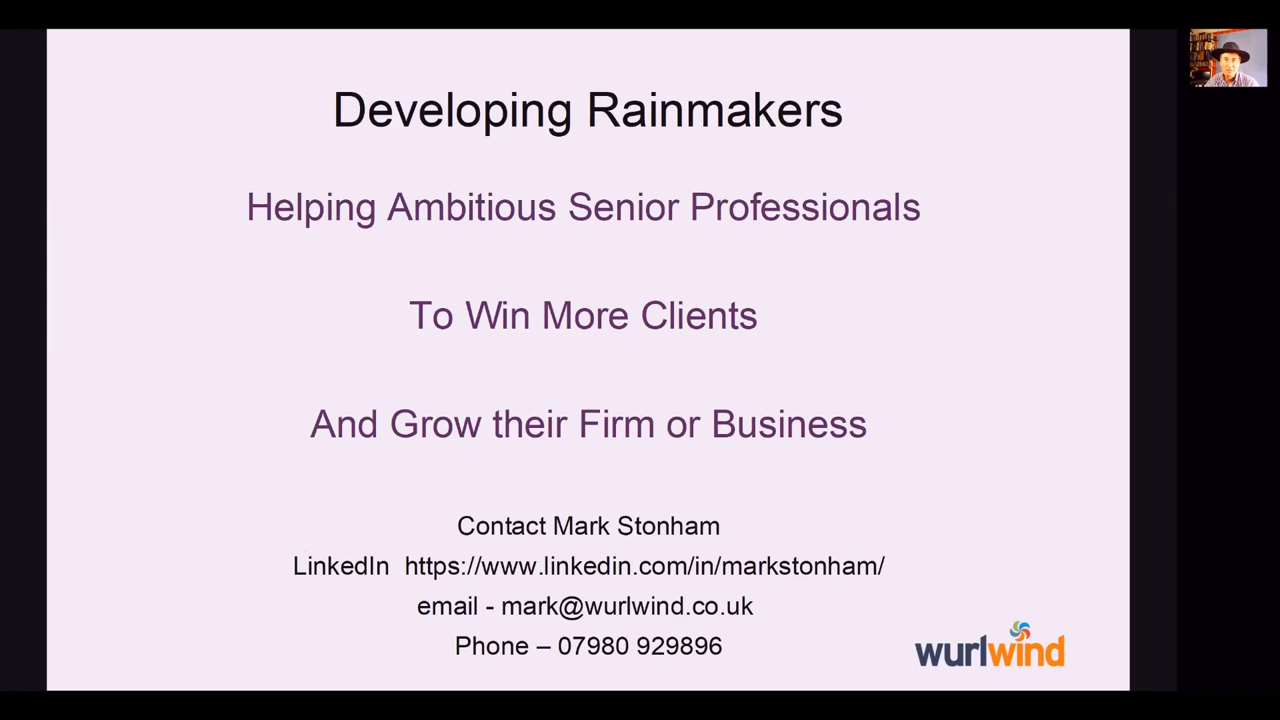 Developing Rainmakers
Helping Ambitious Senior Professionals
To Win More Clients
And Grow their Firm or Business
Contact Mark Stonham
LinkedIn https://www.linkedin.com/in/markstonham/
email - mark@wurlwind.co.uk
Phone – 07980 929896
wurlwind